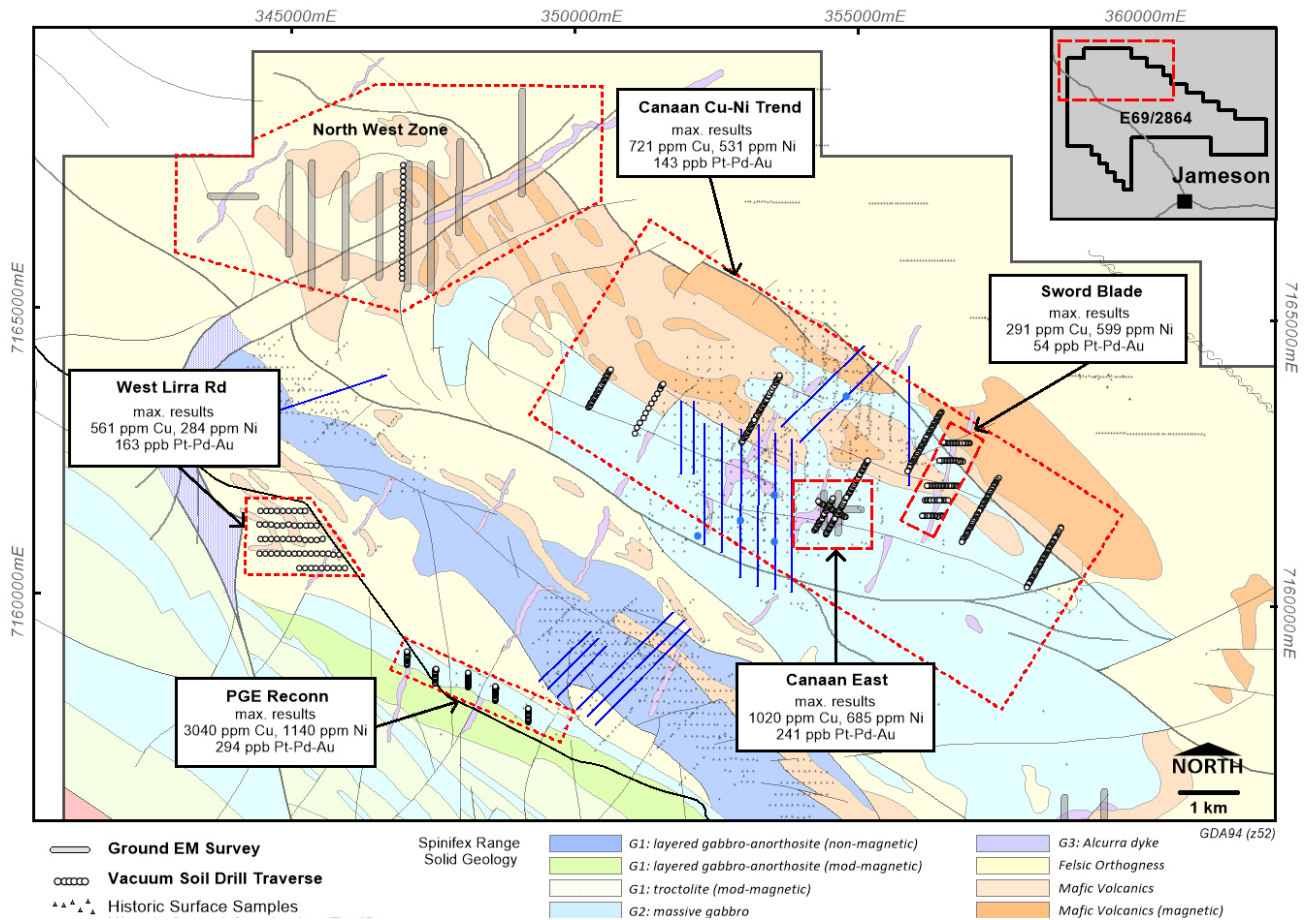 345000mE
350000mE
355000mE
360000mE
North West Zone
Canaan Cu-Ni Trend
max. results
721 ppm Cu, 531 ppm Ni
143 ppb Pt-Pd-Au
E69/2864
Jameson
Sword Blade
max. results
291 ppm Cu, 599 ppm Ni
54 ppb Pt-Pd-Au
7165000mE
7165000mE
West Lirra Rd
max. results
561 ppm Cu, 284 ppm Ni
163 ppb Pt-Pd-Au
7160000mE
7160000mE
PGE Reconn
max. results
3040 ppm Cu, 1140 ppm Ni
294 ppb Pt-Pd-Au
Canaan East
max. results
1020 ppm Cu, 685 ppm Ni
241 ppb Pt-Pd-Au
NORTH
1 km
GDA94 (z52)
Ground EM Survey
Vacuum Soil Drill Traverse
Historic Surface Samples
Spinifex Range
Solid Geology
G1: layered gabbro-anorthosite (non-magnetic)
G1: layered gabbro-anorthosite (mod-magnetic)
G1: troctolite (mod-magnetic)
G2: massive gabbro
G3: Alcurra dyke
Felsic Orthogness
Mafic Volcanics
Mafic Volcanics (magnetic)